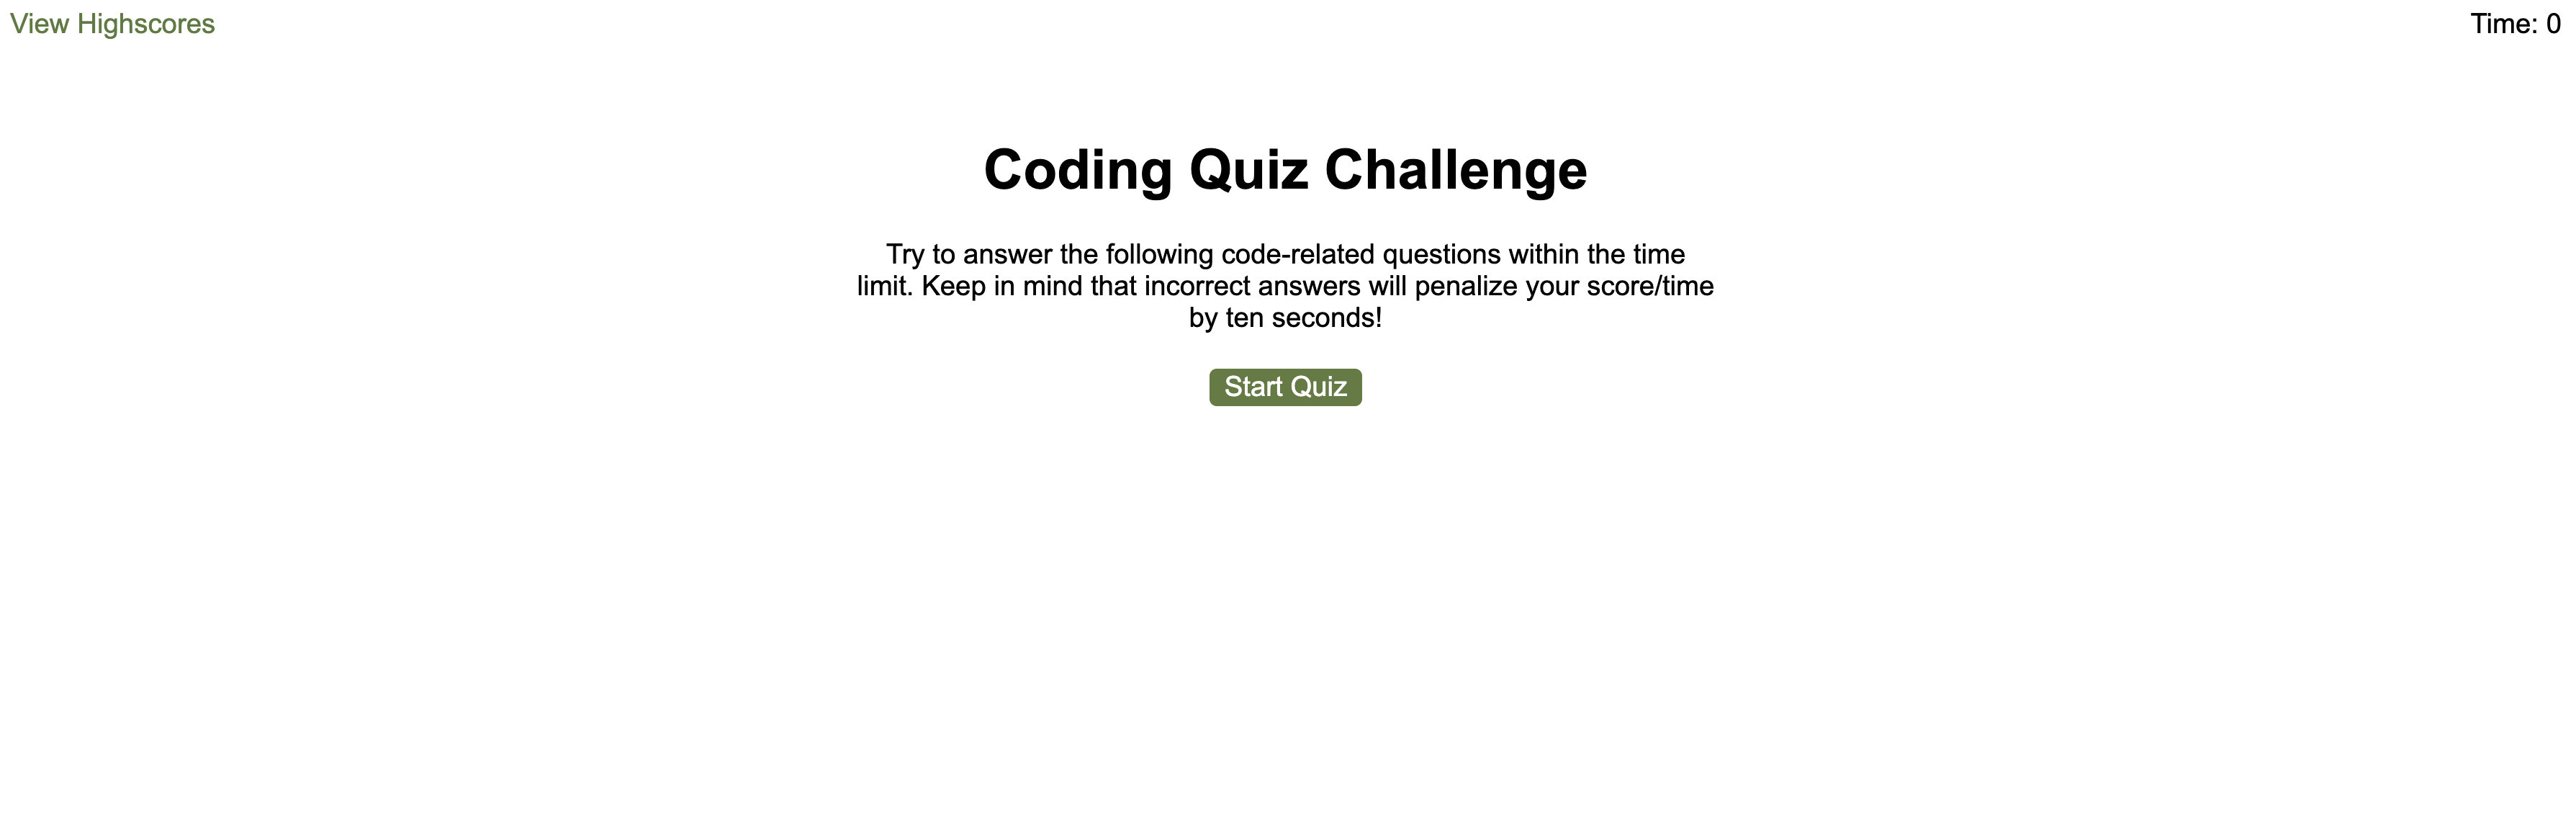 View Highscores
Time: 0
Coding Quiz Challenge
Try to answer the following code-related questions within the time
limit. Keep in mind that incorrect answers will penalize your score/time
by ten seconds!
Start Quiz